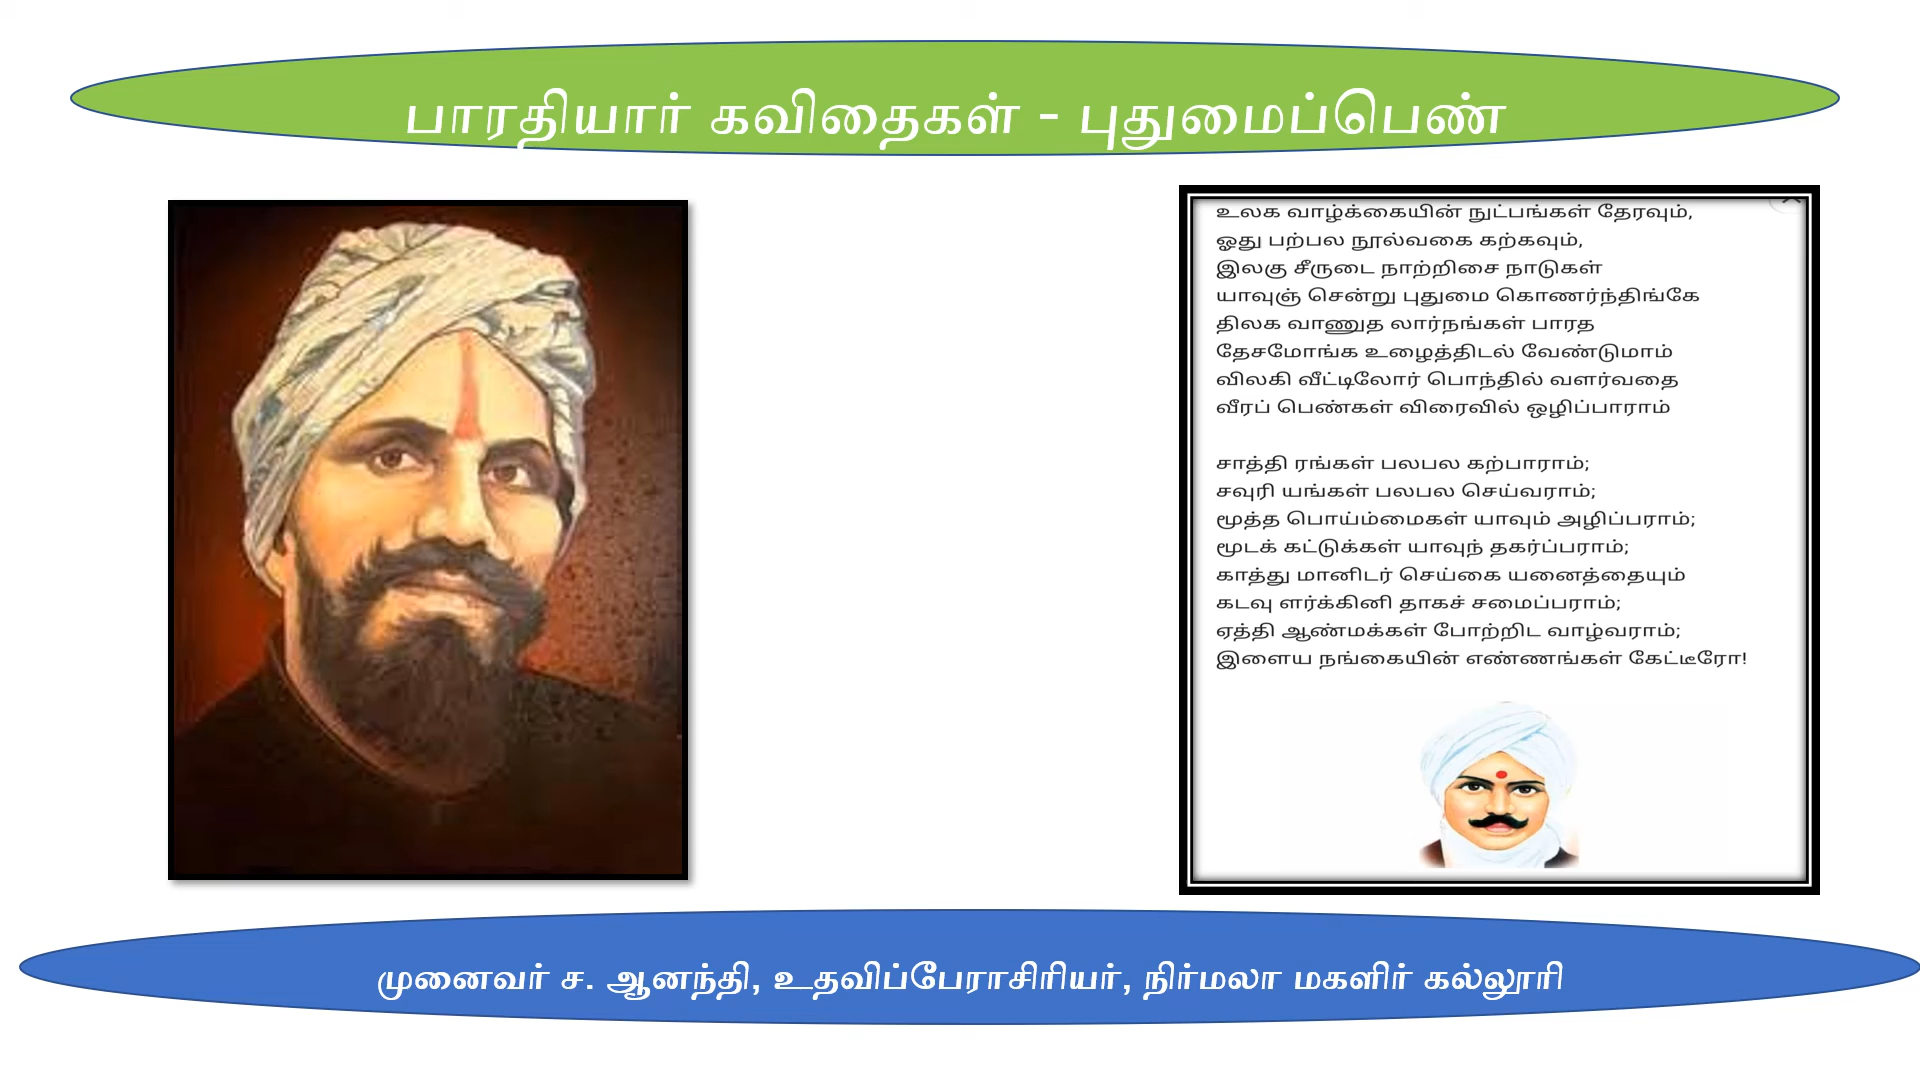 பாரதியார் கவிதைகள் - புதுமைப்பெண்
உலக வாழ்க்கையின் நுட்பங்கள் தேரவும்,
ஓது பற்பல நூல்வகை கற்கவும்,
இலகு சீருடை நாற்றிசை நாடுகள்
யாவுஞ் சென்று புதுமை கொணர்ந்திங்கே
திலக வாணுத லார்நங்கள் பாரத
தேசமோங்க உழைத்திடல் வேண்டுமாம்
விலகி வீட்டிலோர் பொந்தில் வளர்வதை
வீரப் பெண்கள் விரைவில் ஒழிப்பாராம்
சாத்தி ரங்கள் பலபல கற்பாராம்;
சவுரி யங்கள் பலபல செய்வராம்;
மூத்த பொய்ம்மைகள் யாவும் அழிப்பராம்;
மூடக் கட்டுக்கள் யாவுந் தகர்ப்பராம்;
காத்து மானிடர் செய்கை யனைத்தையும்
கடவு ளர்க்கினி தாகச் சமைப்பராம்;
ஏத்தி ஆண்மக்கள் போற்றிட வாழ்வராம்;
இளைய நங்கையின் எண்ணங்கள் கேட்டீரோ!
முனைவர் ச. ஆனந்தி, உதவிப்பேராசிரியர், நிர்மலா மகளிர் கல்லூரி